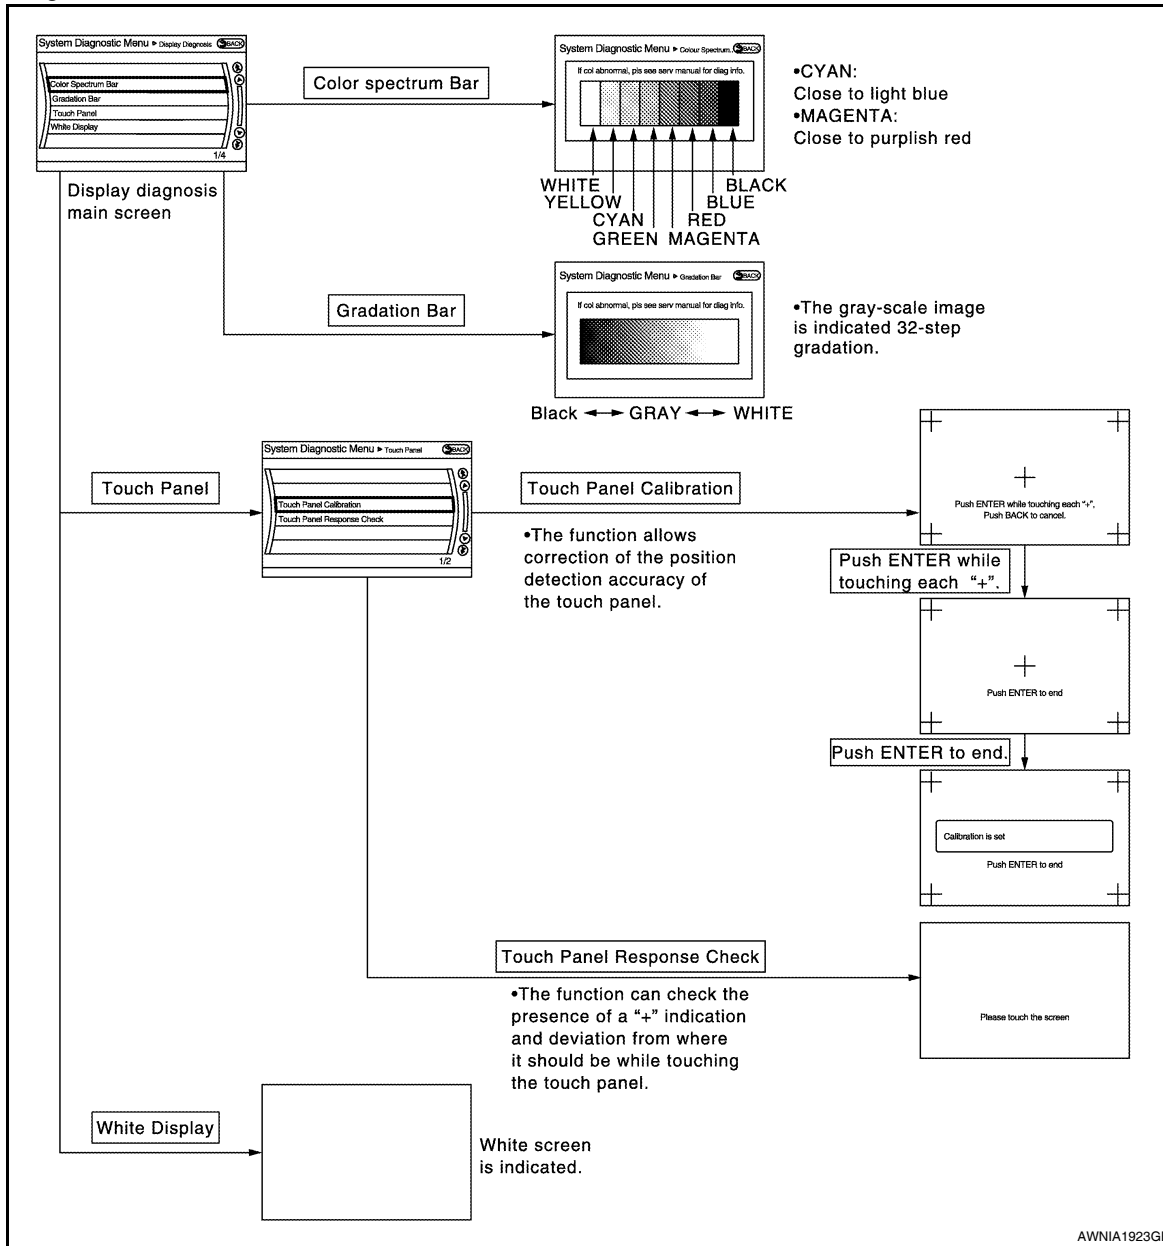 System Diagnostic Menu ▶ Display Diagnosis BACK
Color Spectrum Bar
Gradation Bar
Touch Panel
White Display
1/4
Display diagnosis
main screen
Color spectrum Bar
System Diagnostic Menu ▶ Colour Spectrum.. BACK
If col abnormal, pls see serv manual for diag info.
WHITE
YELLOW
CYAN
GREEN
MAGENTA
RED
BLUE
BLACK
•CYAN:
Close to light blue
•MAGENTA:
Close to purplish red
Gradation Bar
System Diagnostic Menu ▶ Gradation Bar BACK
If col abnormal, pls see serv manual for diag info.
Black ◄─► GRAY ◄─► WHITE
•The gray-scale image
is indicated 32-step
gradation.
Touch Panel
System Diagnostic Menu ▶ Touch Panel BACK
Touch Panel Calibration
Touch Panel Response Check
1/2
Touch Panel Calibration
•The function allows
correction of the position
detection accuracy of
the touch panel.
Push ENTER while touching each “+”,
Push BACK to cancel.
Push ENTER while
touching each “+”.
Push ENTER to end
Push ENTER to end.
Calibration is set
Push ENTER to end
Touch Panel Response Check
•The function can check the
presence of a “+” indication
and deviation from where
it should be while touching
the touch panel.
Please touch the screen
White Display
White screen
is indicated.